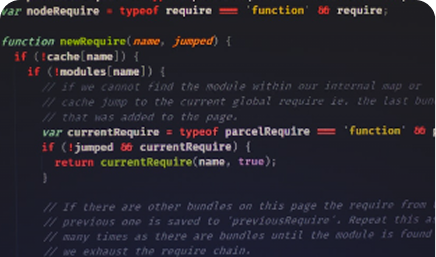 var nodeRequire = typeof require === 'function' && require;
function newRequire(name, jumped) {
if (!cache[name]) {
if (!modules[name]) {
// if we cannot find the module within our internal map or
// cache jump to the current global require ie. the last bun
// that was added to the page.
var currentRequire = typeof parcelRequire === 'function' && p
if (!jumped && currentRequire) {
return currentRequire(name, true);
}
// If there are other bundles on this page the require from
// previous one is saved to 'previousRequire'. Repeat this as
// many times as there are bundles until the module is found
// we exhaust the require chain.